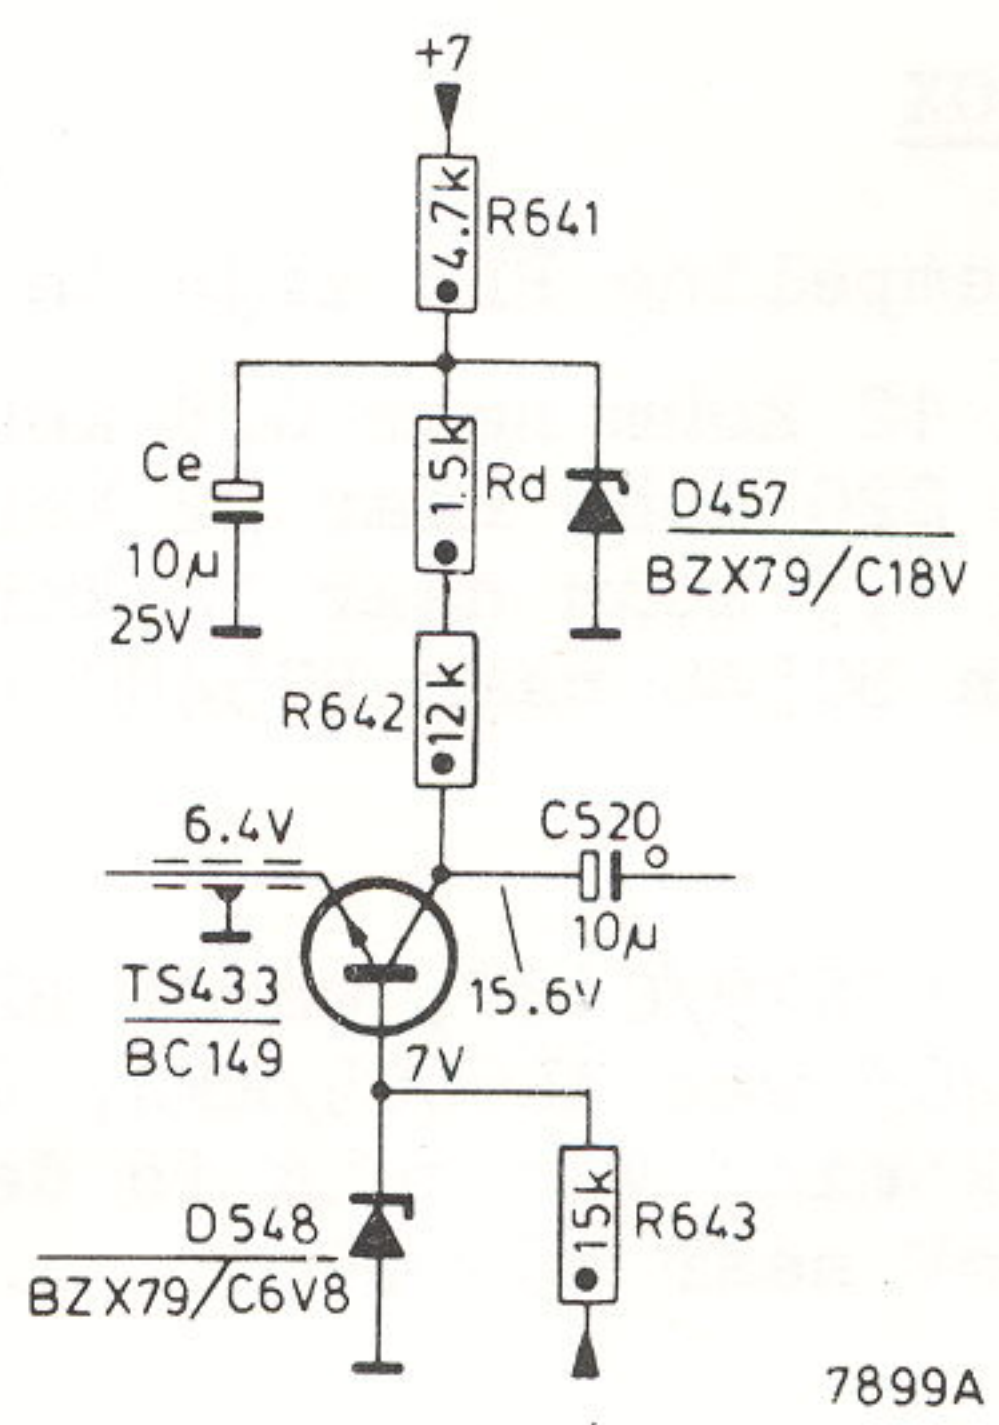 +7
4.7k
R641
Ce
10μ
25V
1.5k
Rd
D457
BZX79/C18V
R642
12k
6.4V
C520
10μ
15.6V
TS433
BC149
7V
D548
BZX79/C6V8
15k
R643
7899A